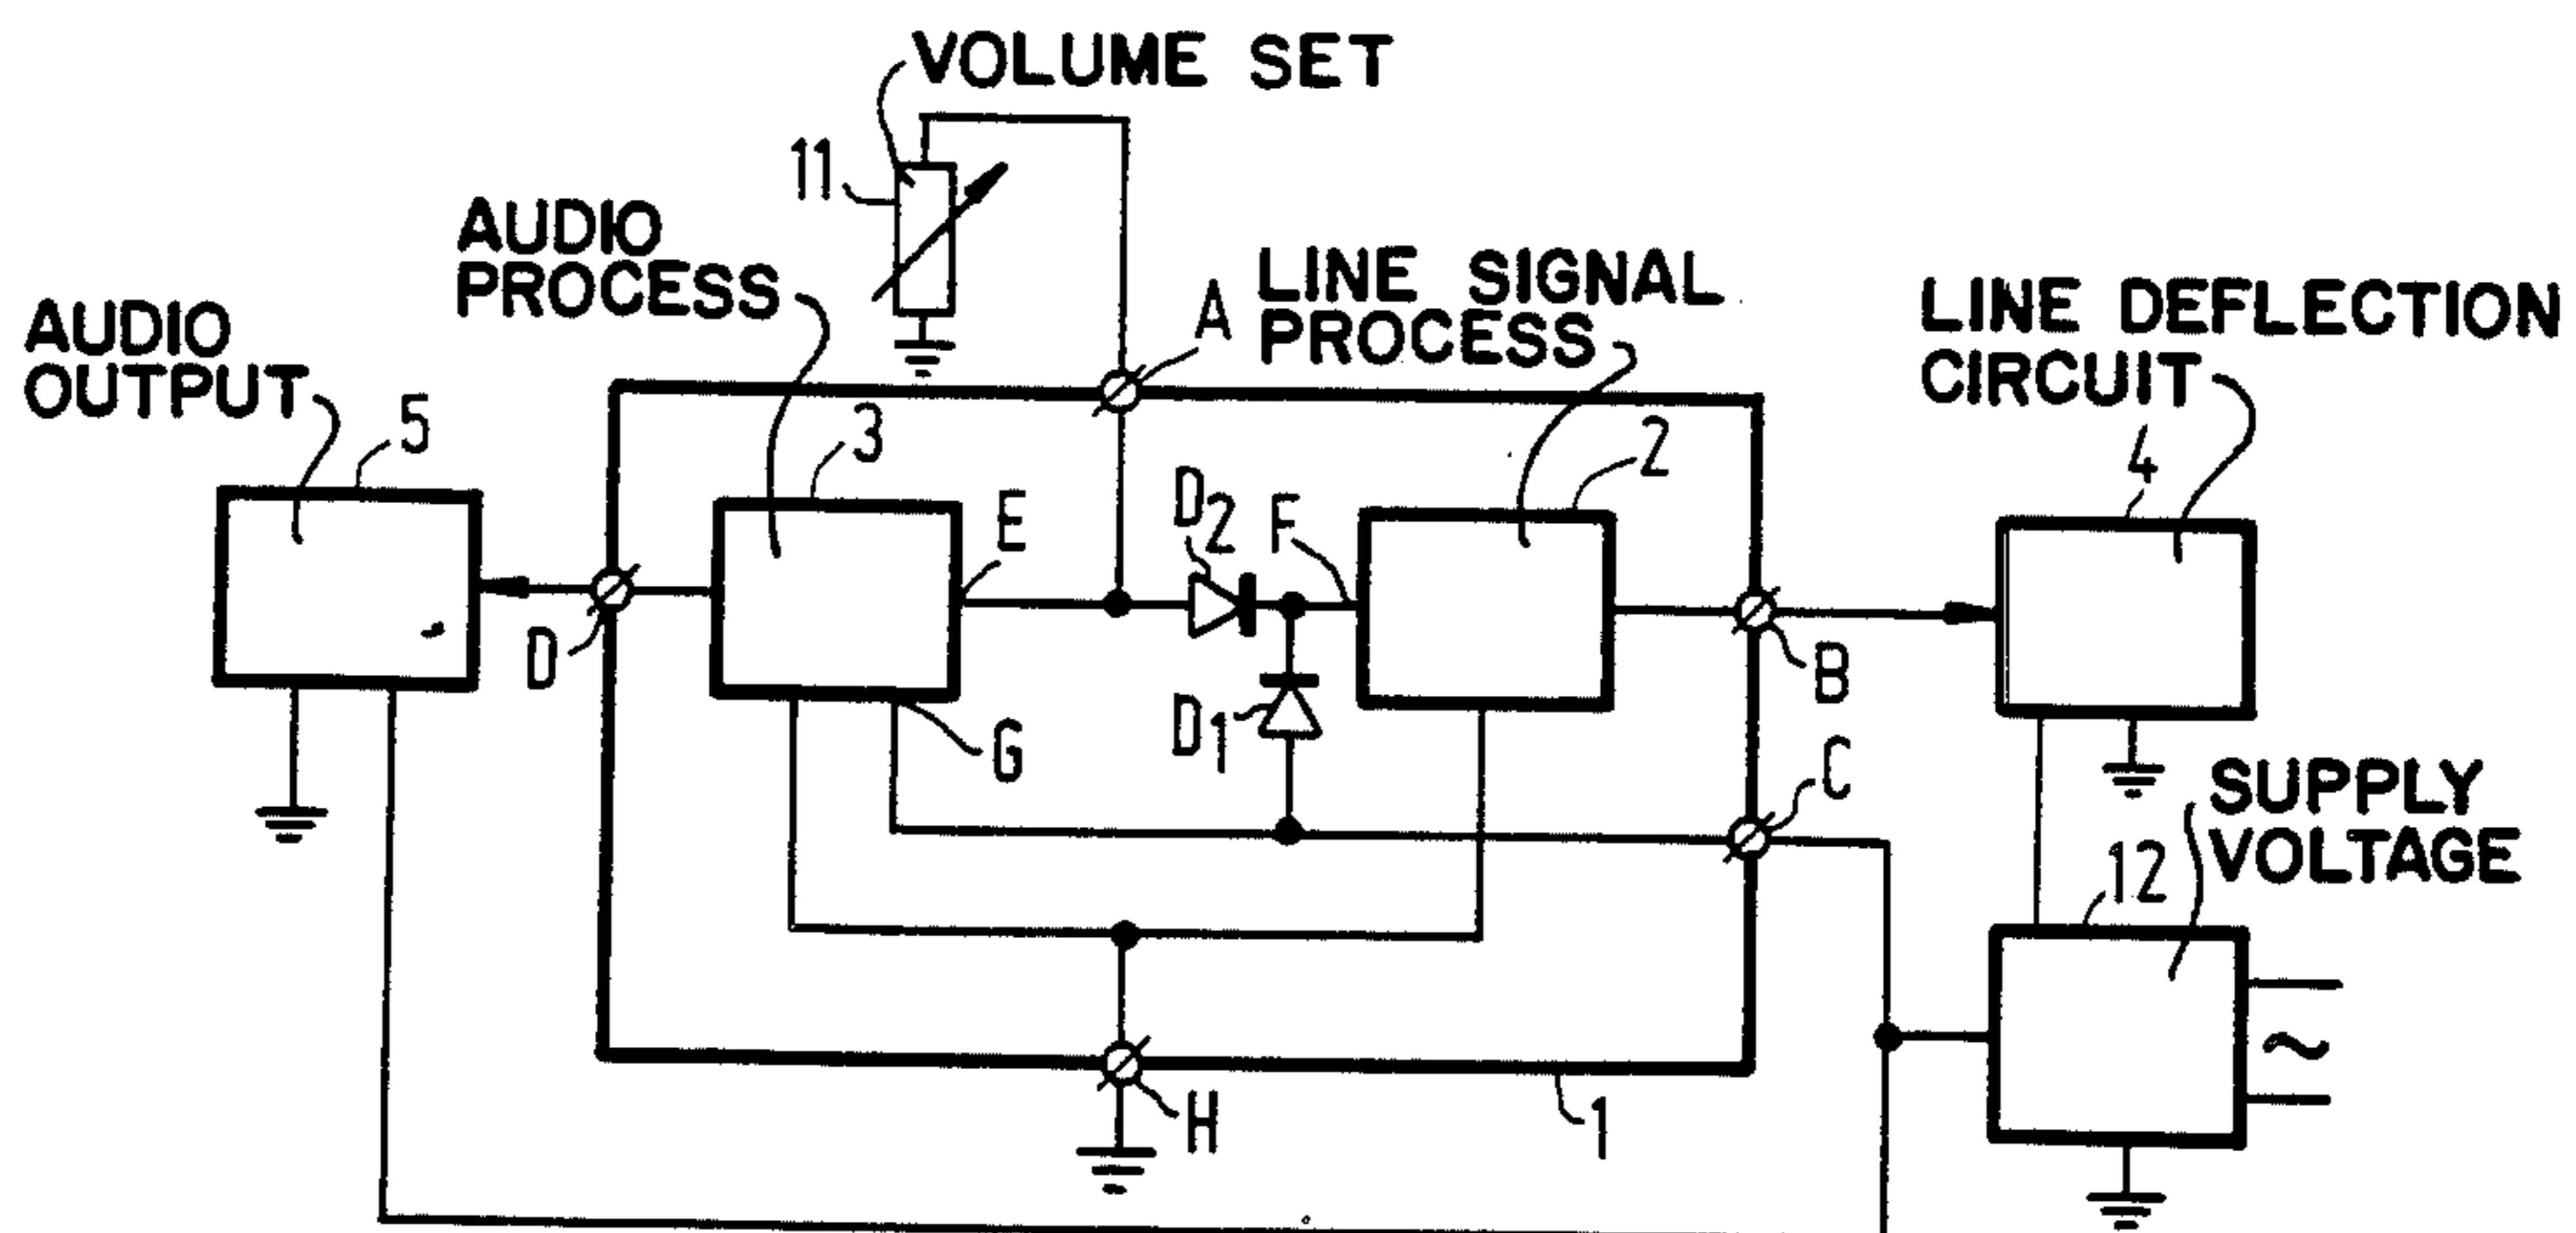 VOLUME SET
11
AUDIO
PROCESS
A
LINE SIGNAL
PROCESS
LINE DEFLECTION
CIRCUIT
AUDIO
OUTPUT
5
3
2
4
D2
E
F
D
B
D1
G
C
SUPPLY
VOLTAGE
12
~
H
1